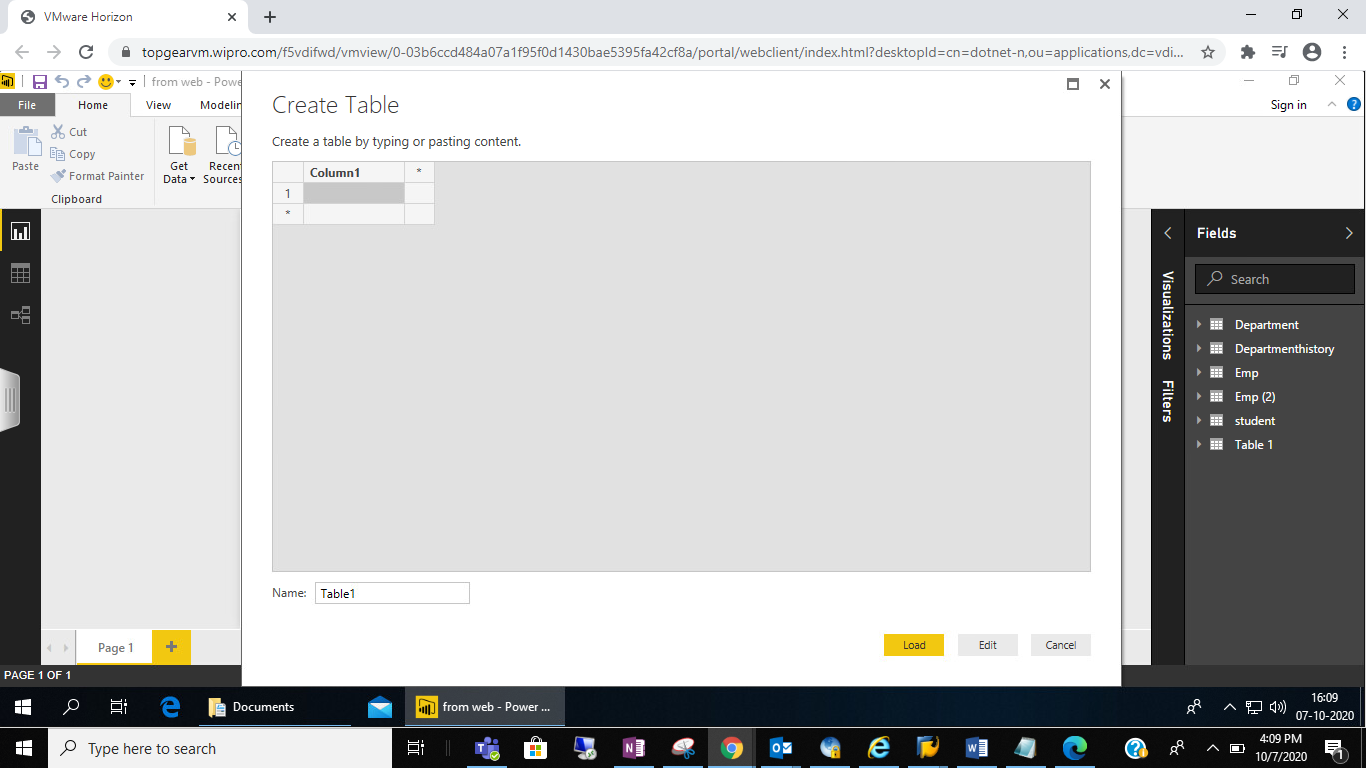 VMware Horizon
topgearvm.wipro.com/f5vdifwd/vmview/0-03b6ccd484a07a1f95f0d1430bae5395fa42cf8a/portal/webclient/index.html?desktopId=cn=dotnet-n,ou=applications,dc=vdi...
from web - Powe
File Home View Modelin
Sign in
Paste
Cut
Copy
Format Painter
Clipboard
Get Data
Recent Sources
Create Table
Create a table by typing or pasting content.
Column1 *
1
*
Name: Table1
Load Edit Cancel
Visualizations
Filters
Fields
Search
Department
Departmenthistory
Emp
Emp (2)
student
Table 1
Page 1
PAGE 1 OF 1
Documents
from web - Power ...
16:09
07-10-2020
Type here to search
4:09 PM
10/7/2020
1